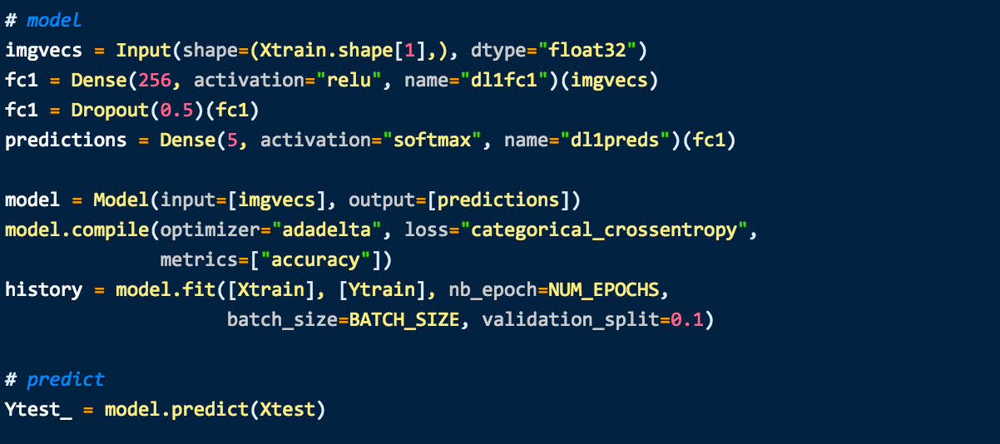 # model
imgvecs = Input(shape=(Xtrain.shape[1],), dtype="float32")
fc1 = Dense(256, activation="relu", name="dl1fc1")(imgvecs)
fc1 = Dropout(0.5)(fc1)
predictions = Dense(5, activation="softmax", name="dl1preds")(fc1)
model = Model(input=[imgvecs], output=[predictions])
model.compile(optimizer="adadelta", loss="categorical_crossentropy",
metrics=["accuracy"])
history = model.fit([Xtrain], [Ytrain], nb_epoch=NUM_EPOCHS,
batch_size=BATCH_SIZE, validation_split=0.1)
# predict
Ytest_ = model.predict(Xtest)